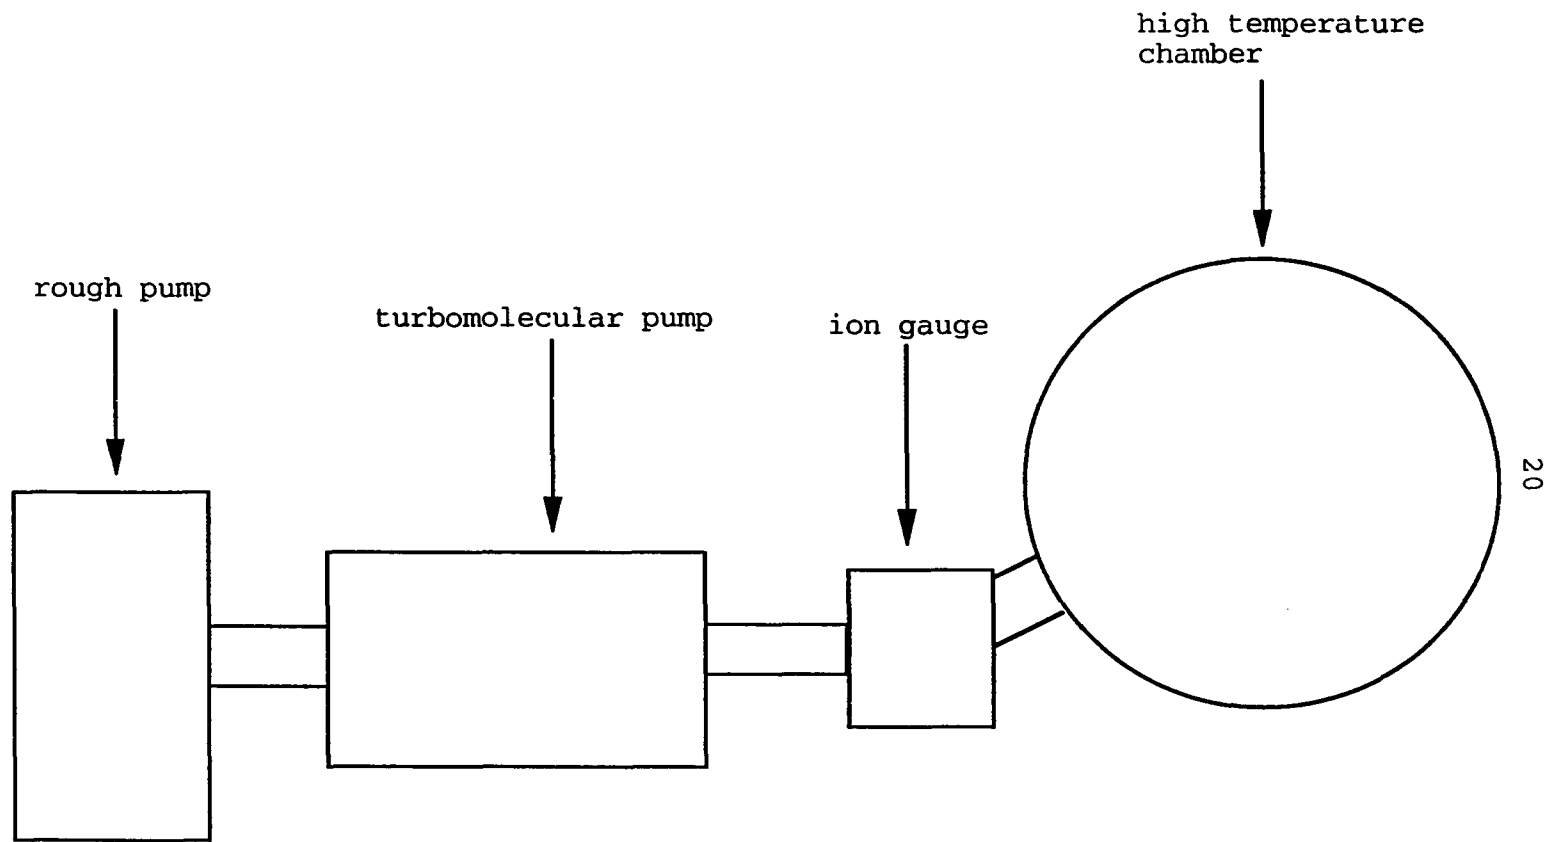 high temperature
chamber
rough pump
turbomolecular pump
ion gauge
20